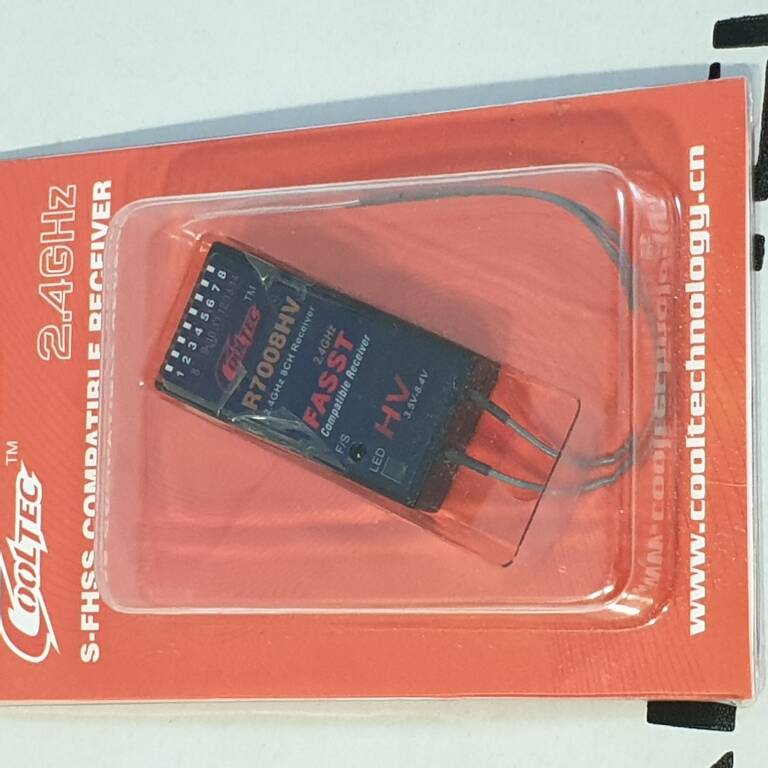 COOLTEC™
2.4GHz
S-FHSS COMPATIBLE RECEIVER
1 2 3 4 5 6 7 8
COOLTEC™
R7008HV
2.4GHz 8CH Receiver
2.4GHz
FASST
Compatible Receiver
HV
3.5V-8.4V
F/S
LED
www.cooltechnology.cn